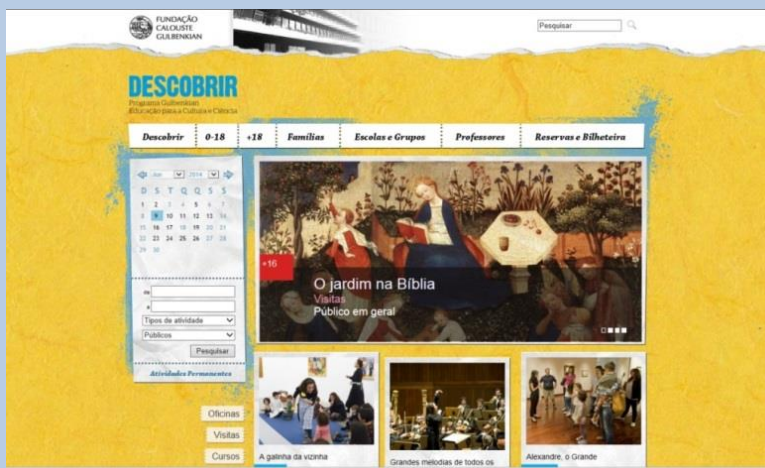 FUNDAÇÃO
CALOUSTE
GULBENKIAN
Pesquisar
DESCOBRIR
Programa Gulbenkian
Educação para a Cultura e Ciência
Descobrir 0-18 +18 Famílias Escolas e Grupos Professores Reservas e Bilheteira
Jun 2014
D S T Q Q S S
1 2 3 4 5 6 7
8 9 10 11 12 13 14
15 16 17 18 19 20 21
22 23 24 25 26 27 28
29 30
de
a
Tipos de atividade
Públicos
Pesquisar
Atividades Permanentes
Oficinas
Visitas
Cursos
+16
O jardim na Bíblia
Visitas
Público em geral
A galinha da vizinha
Grandes melodias de todos os
Alexandre, o Grande